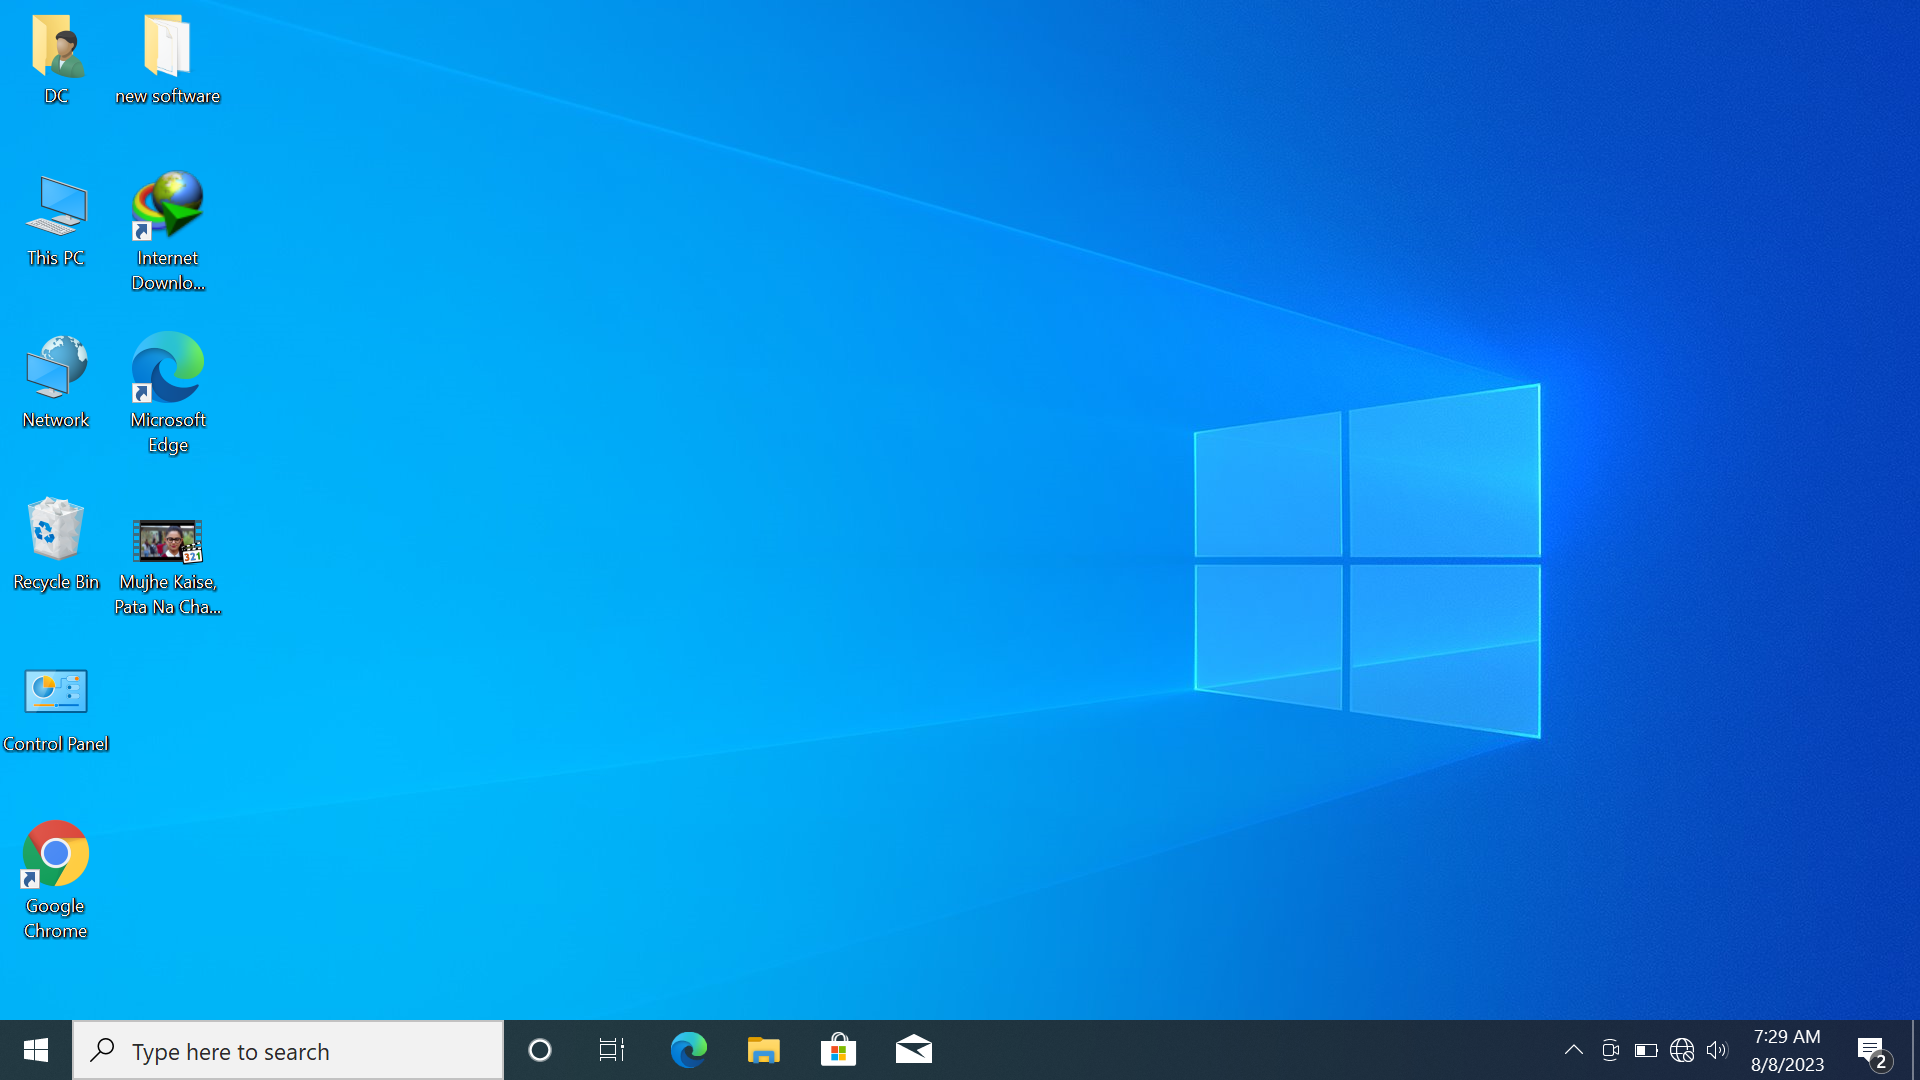 DC
new software
This PC
Internet
Downlo...
Network
Microsoft
Edge
Recycle Bin
321
Mujhe Kaise,
Pata Na Cha...
Control Panel
Google
Chrome
Type here to search
7:29 AM
8/8/2023
2